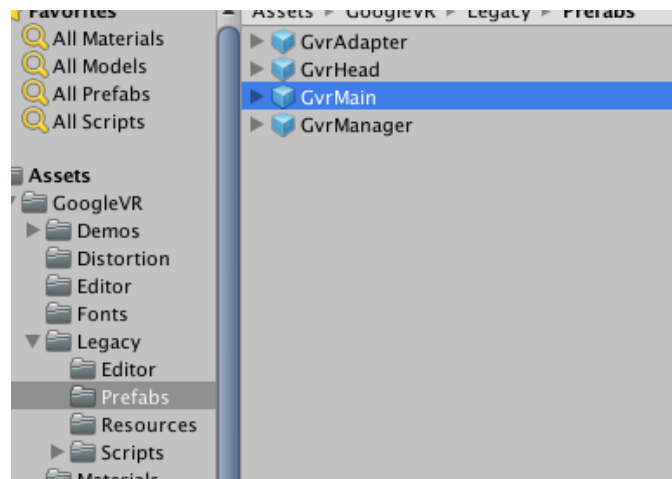 Favorites
All Materials
All Models
All Prefabs
All Scripts
Assets
GoogleVR
Demos
Distortion
Editor
Fonts
Legacy
Editor
Prefabs
Resources
Scripts
Materials
Assets ▸ GoogleVR ▸ Legacy ▸ Prefabs
GvrAdapter
GvrHead
GvrMain
GvrManager